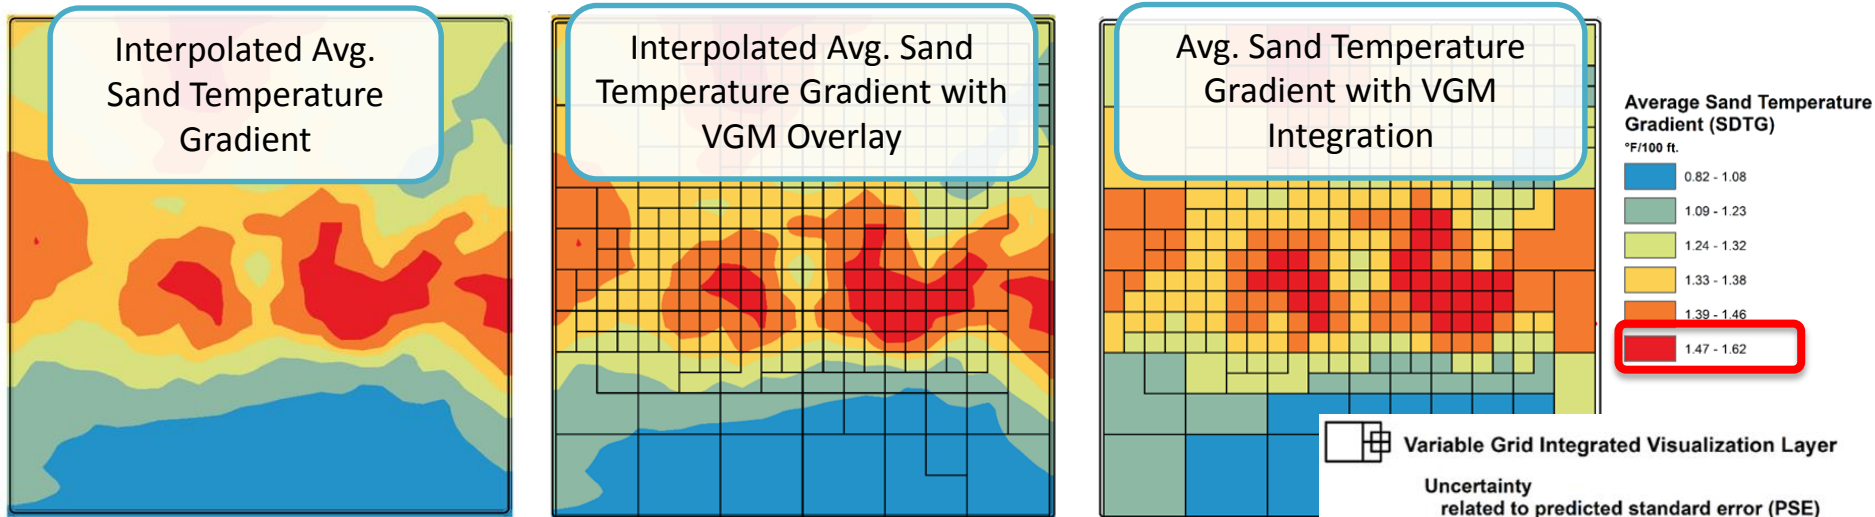 Interpolated Avg.
Sand Temperature
Gradient
Interpolated Avg. Sand
Temperature Gradient with
VGM Overlay
Avg. Sand Temperature
Gradient with VGM
Integration
Average Sand Temperature
Gradient (SDTG)
°F/100 ft.
0.82 - 1.08
1.09 - 1.23
1.24 - 1.32
1.33 - 1.38
1.39 - 1.46
1.47 - 1.62
Variable Grid Integrated Visualization Layer
Uncertainty
related to predicted standard error (PSE)